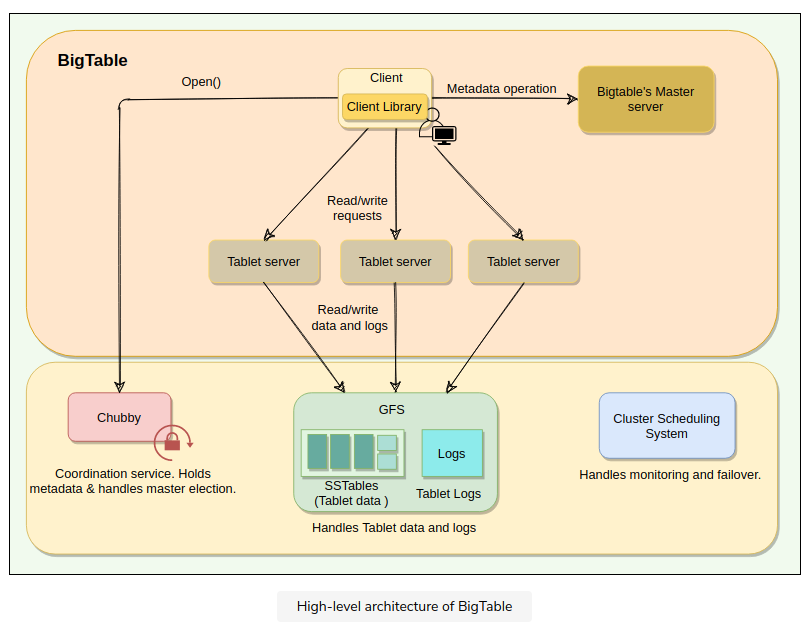 BigTable
Open()
Client
Client Library
Metadata operation
Bigtable's Master
server
Read/write
requests
Tablet server
Tablet server
Tablet server
Read/write
data and logs
Chubby
Coordination service. Holds
metadata & handles master election.
GFS
SSTables
(Tablet data )
Logs
Tablet Logs
Handles Tablet data and logs
Cluster Scheduling
System
Handles monitoring and failover.
High-level architecture of BigTable